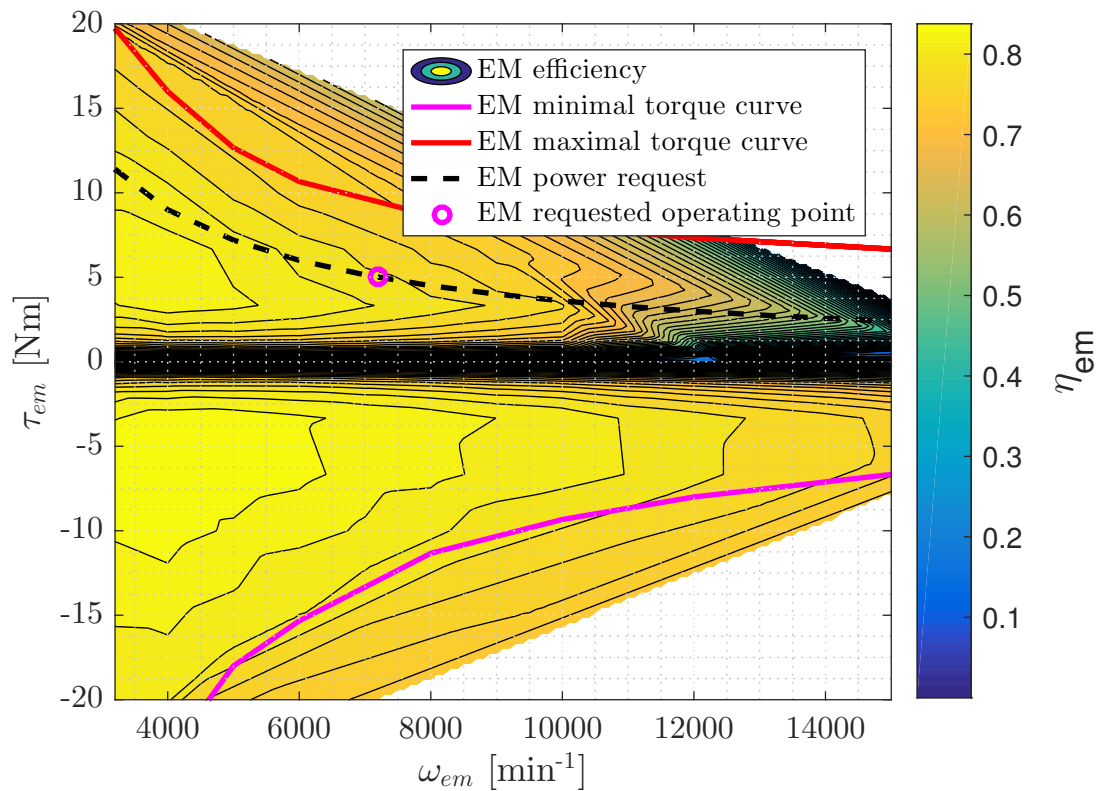 20
15
10
5
0
-5
-10
-15
-20
τem [Nm]
4000
6000
8000
10000
12000
14000
ωem [min-1]
EM efficiency
EM minimal torque curve
EM maximal torque curve
EM power request
EM requested operating point
0.8
0.7
0.6
0.5
0.4
0.3
0.2
0.1
ηem